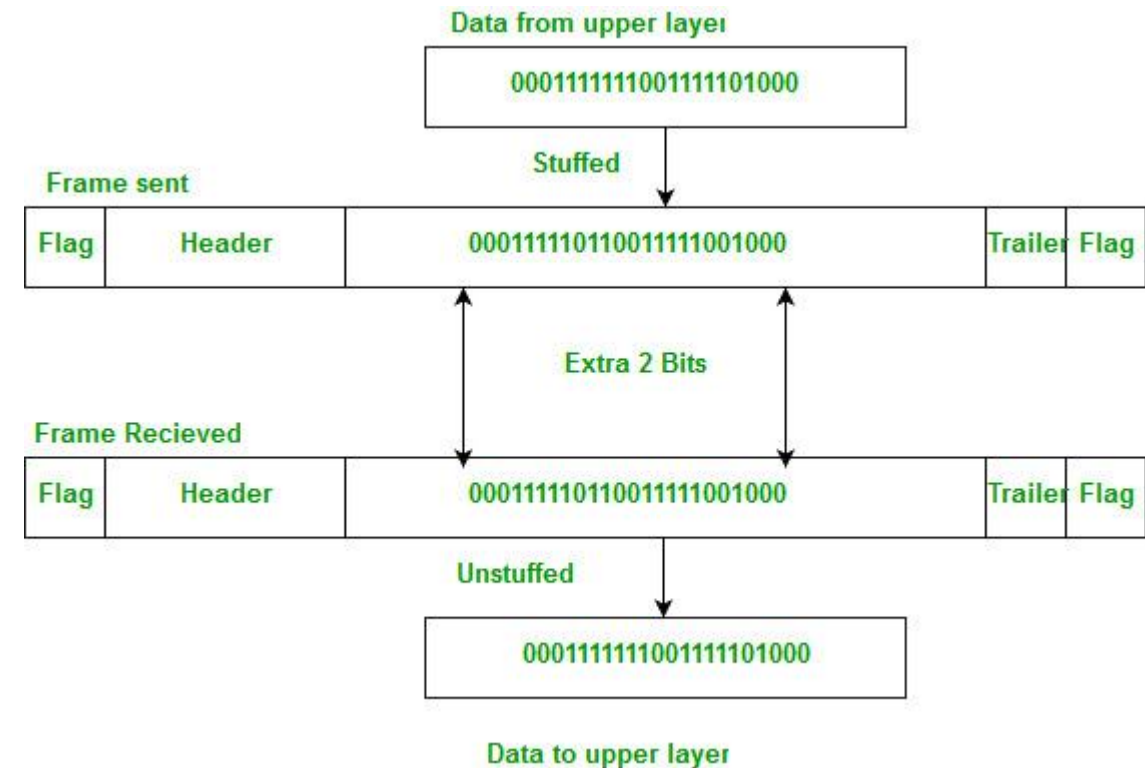 Data from upper layer
0001111111001111101000
Stuffed
Frame sent
Flag Header 000111110110011111001000 Trailer Flag
Extra 2 Bits
Frame Recieved
Flag Header 000111110110011111001000 Trailer Flag
Unstuffed
0001111111001111101000
Data to upper layer